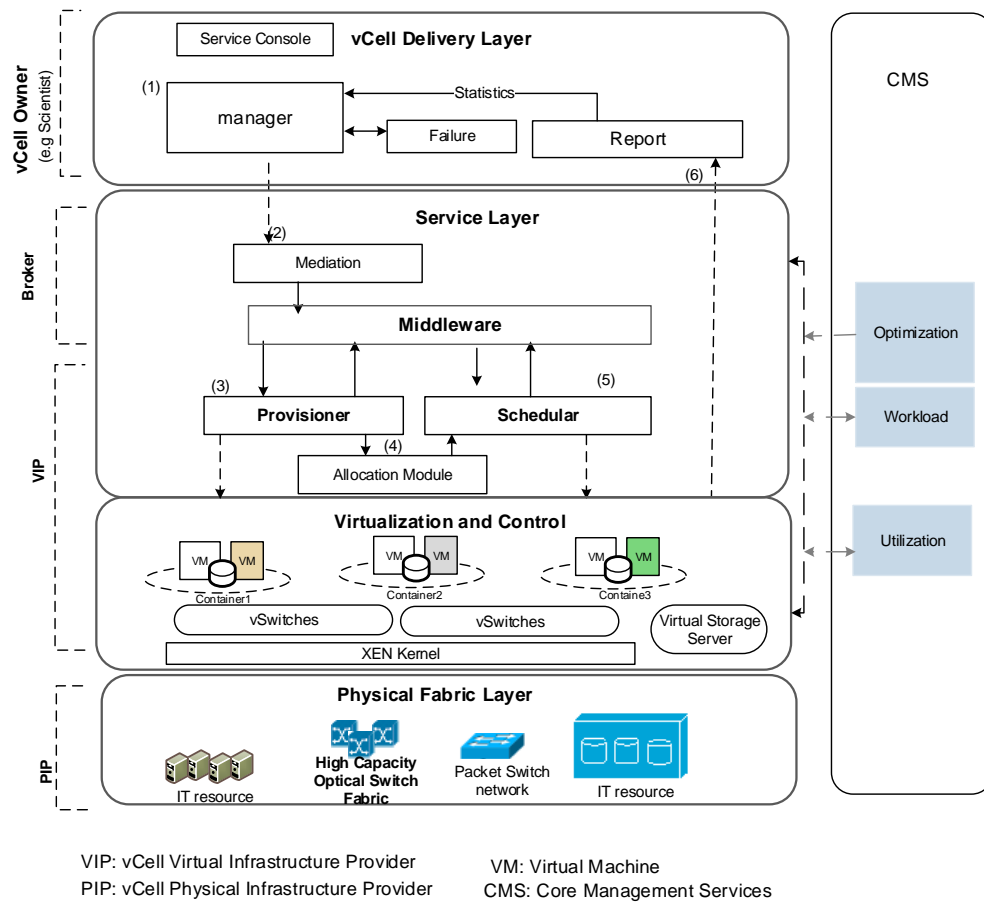 vCell Owner
(e.g Scientist)
Service Console
vCell Delivery Layer
(1)
manager
Statistics
Failure
Report
(6)
CMS
Broker
Service Layer
(2)
Mediation
Middleware
Optimization
Workload
VIP
(3)
Provisioner
(5)
Schedular
(4)
Allocation Module
Virtualization and Control
VM
VM
Container1
VM
VM
Container2
VM
VM
Containe3
Utilization
vSwitches
vSwitches
Virtual Storage
Server
XEN Kernel
PIP
Physical Fabric Layer
IT resource
High Capacity
Optical Switch
Fabric
Packet Switch
network
IT resource
VIP: vCell Virtual Infrastructure Provider
VM: Virtual Machine
PIP: vCell Physical Infrastructure Provider
CMS: Core Management Services